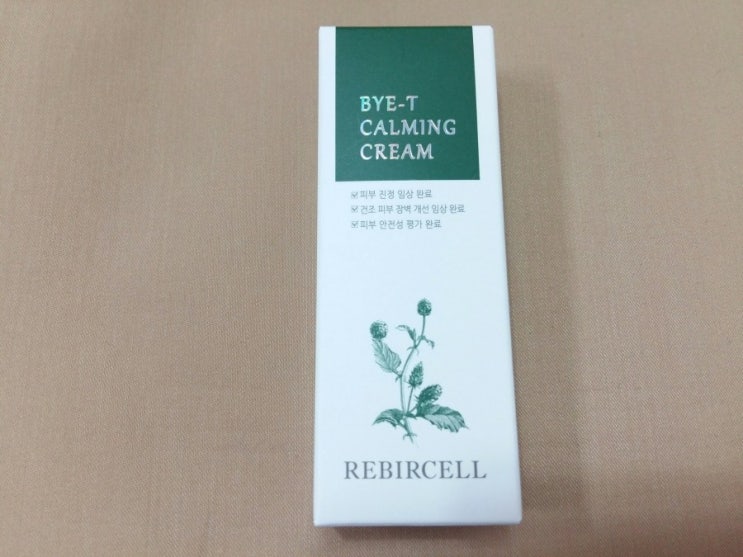 BYE-T
CALMING
CREAM
피부 진정 임상 완료
건조 피부 장벽 개선 임상 완료
피부 안전성 평가 완료
REBIRCELL